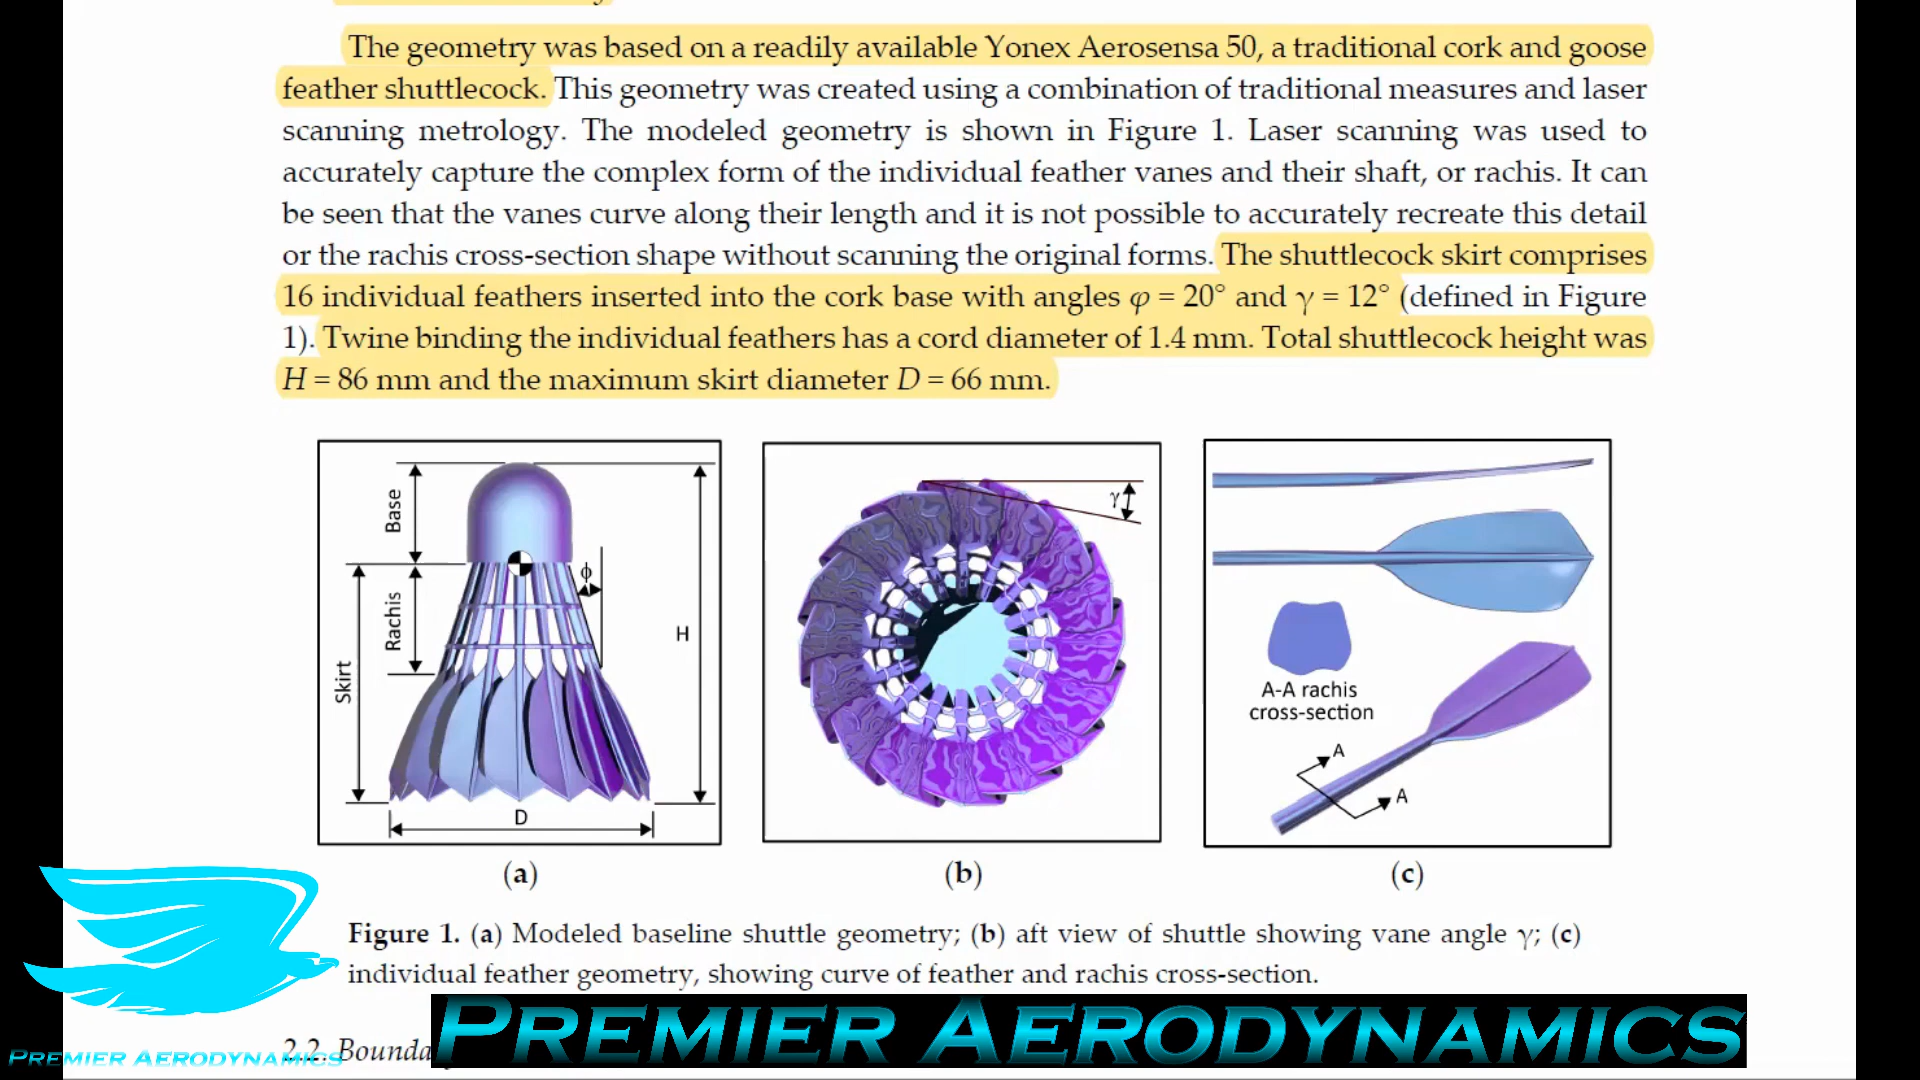 The geometry was based on a readily available Yonex Aerosensa 50, a traditional cork and goose
feather shuttlecock. This geometry was created using a combination of traditional measures and laser
scanning metrology. The modeled geometry is shown in Figure 1. Laser scanning was used to
accurately capture the complex form of the individual feather vanes and their shaft, or rachis. It can
be seen that the vanes curve along their length and it is not possible to accurately recreate this detail
or the rachis cross-section shape without scanning the original forms. The shuttlecock skirt comprises
16 individual feathers inserted into the cork base with angles φ = 20° and γ = 12° (defined in Figure
1). Twine binding the individual feathers has a cord diameter of 1.4 mm. Total shuttlecock height was
H = 86 mm and the maximum skirt diameter D = 66 mm.
Base
Rachis
Skirt
ϕ
H
D
γ
A-A rachis
cross-section
A
A
(a)
(b)
(c)
Figure 1. (a) Modeled baseline shuttle geometry; (b) aft view of shuttle showing vane angle γ; (c)
individual feather geometry, showing curve of feather and rachis cross-section.
2.2. Bounda
PREMIER AERODYNAMICS
PREMIER AERODYNAMICS